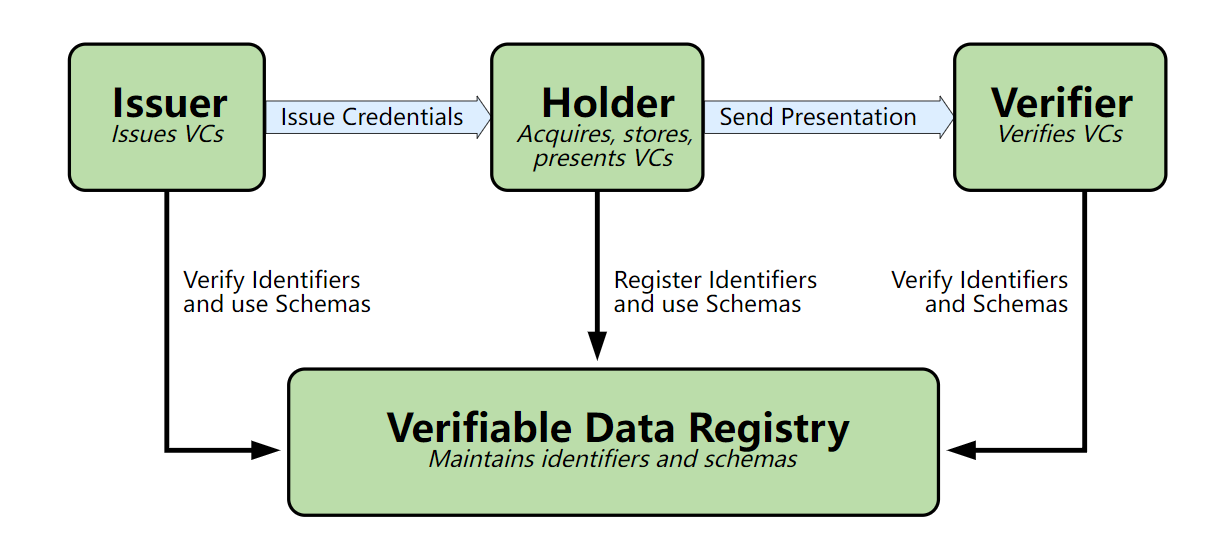 Issuer
Issues VCs
Issue Credentials
Holder
Acquires, stores,
presents VCs
Send Presentation
Verifier
Verifies VCs
Verify Identifiers
and use Schemas
Register Identifiers
and use Schemas
Verify Identifiers
and Schemas
Verifiable Data Registry
Maintains identifiers and schemas